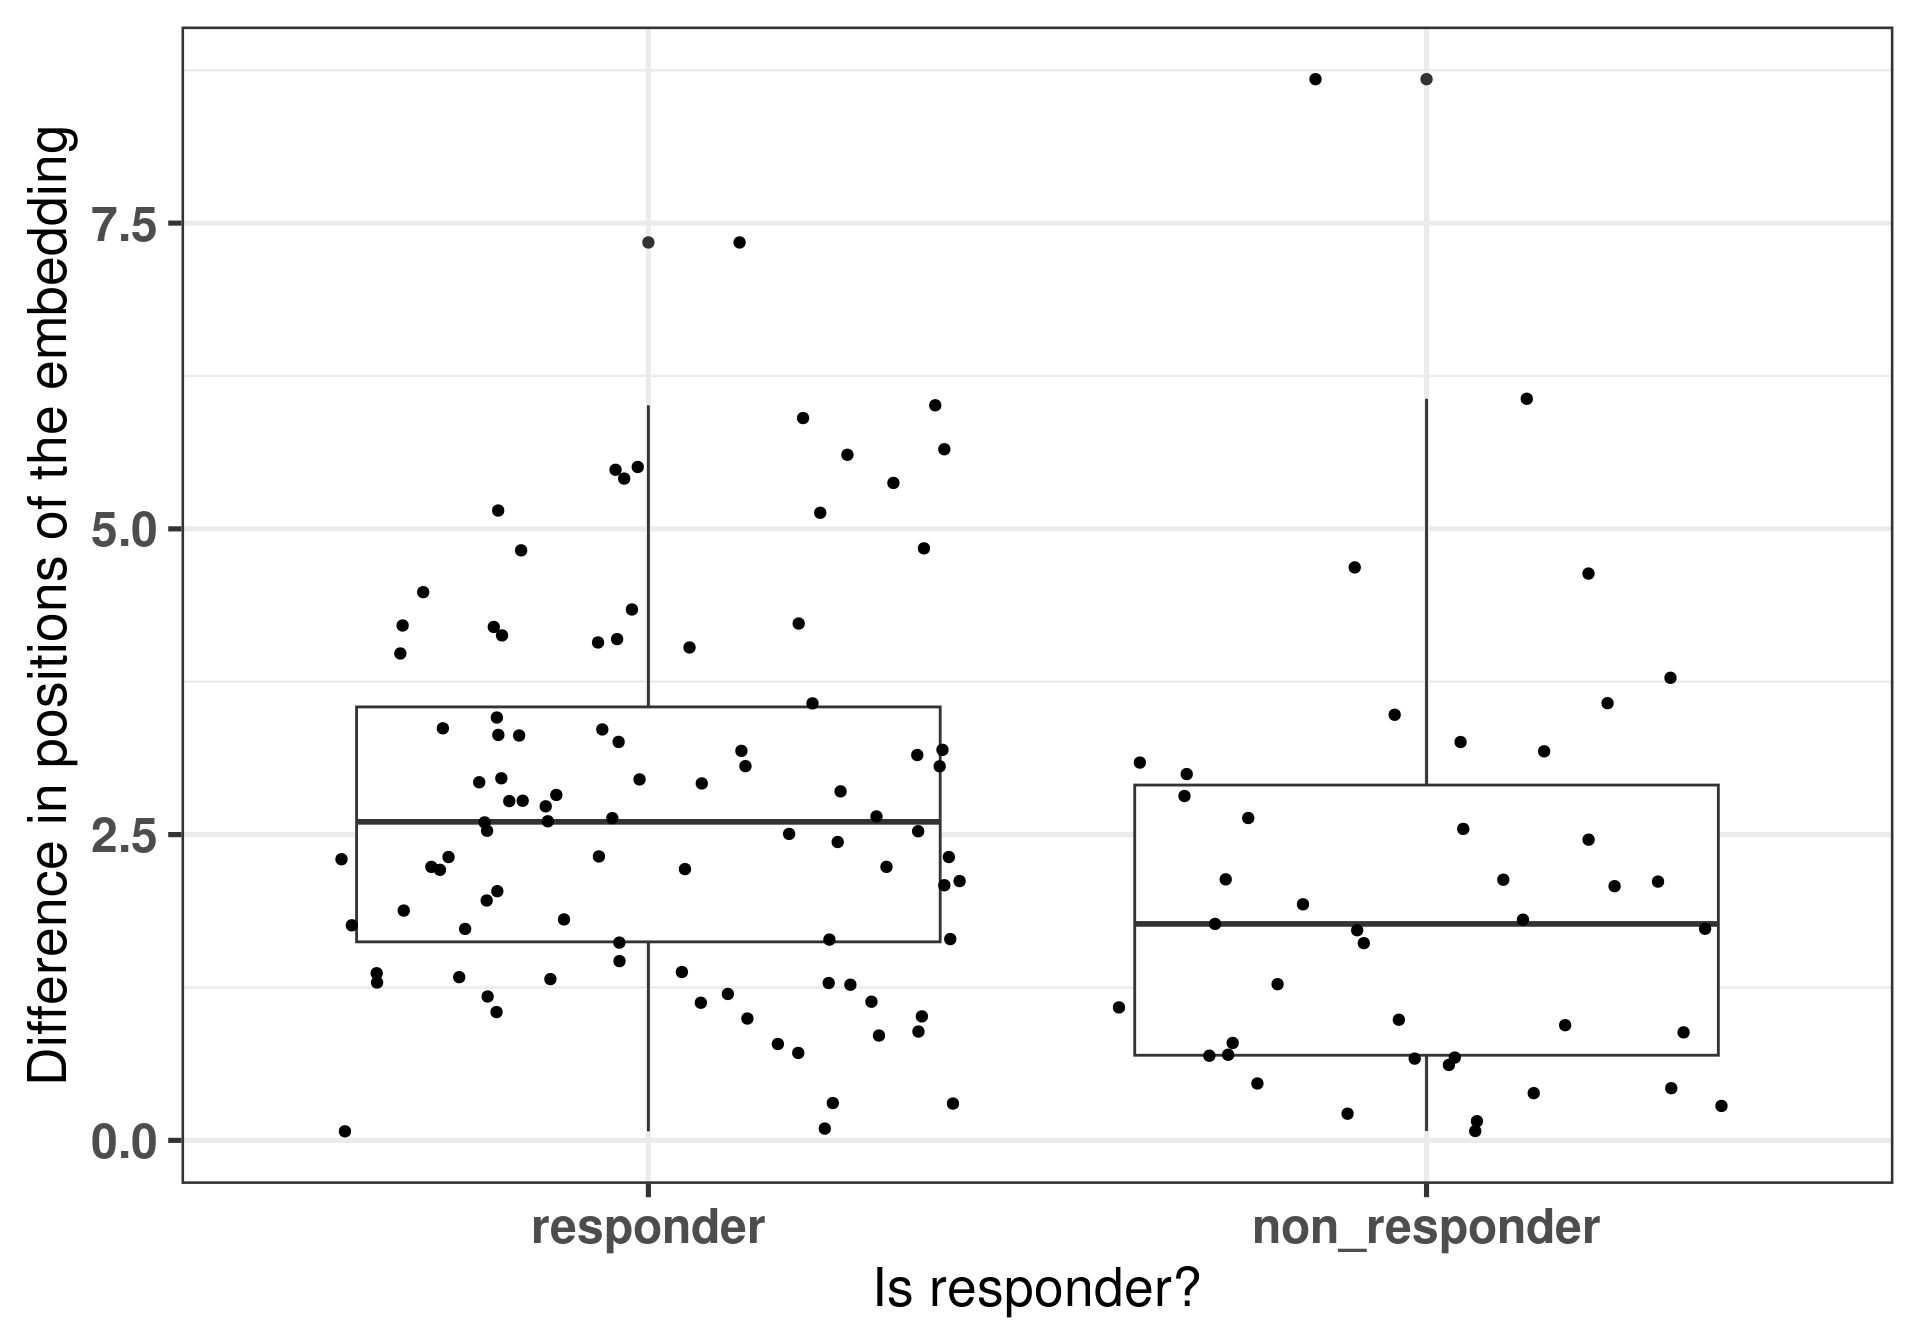 Difference in positions of the embedding
7.5
5.0
2.5
0.0
responder
non_responder
Is responder?